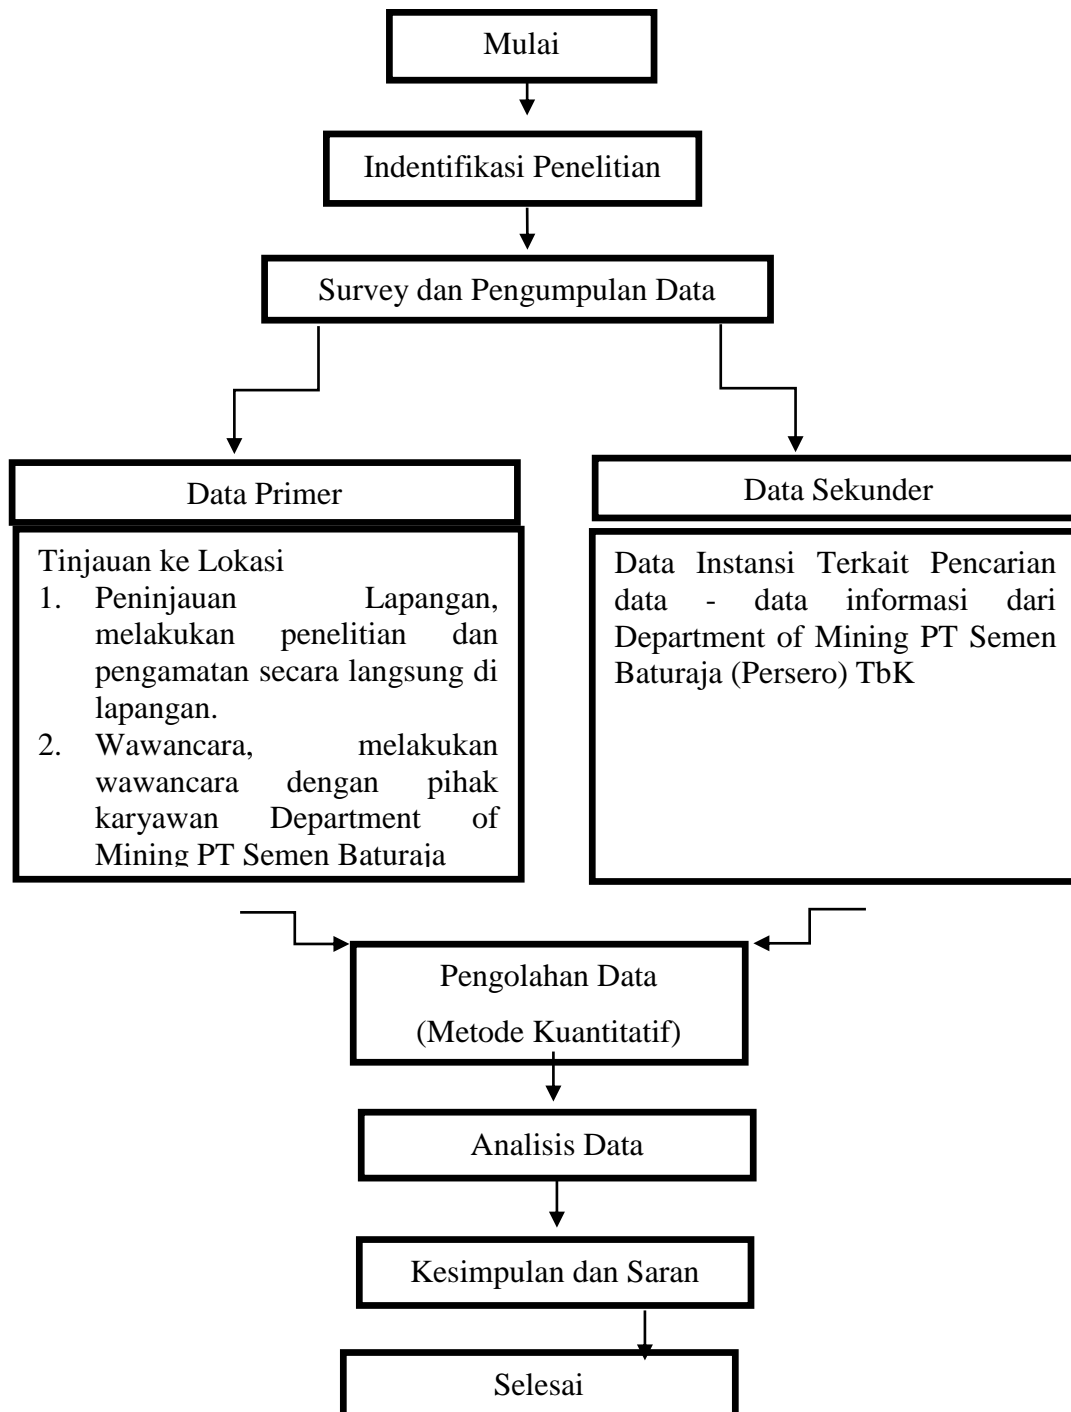 Mulai
Indentifikasi Penelitian
Survey dan Pengumpulan Data
Data Primer
Tinjauan ke Lokasi
1. Peninjauan Lapangan,
melakukan penelitian dan
pengamatan secara langsung di
lapangan.
2. Wawancara, melakukan
wawancara dengan pihak
karyawan Department of
Mining PT Semen Baturaja
Data Sekunder
Data Instansi Terkait Pencarian
data - data informasi dari
Department of Mining PT Semen
Baturaja (Persero) TbK
Pengolahan Data
(Metode Kuantitatif)
Analisis Data
Kesimpulan dan Saran
Selesai